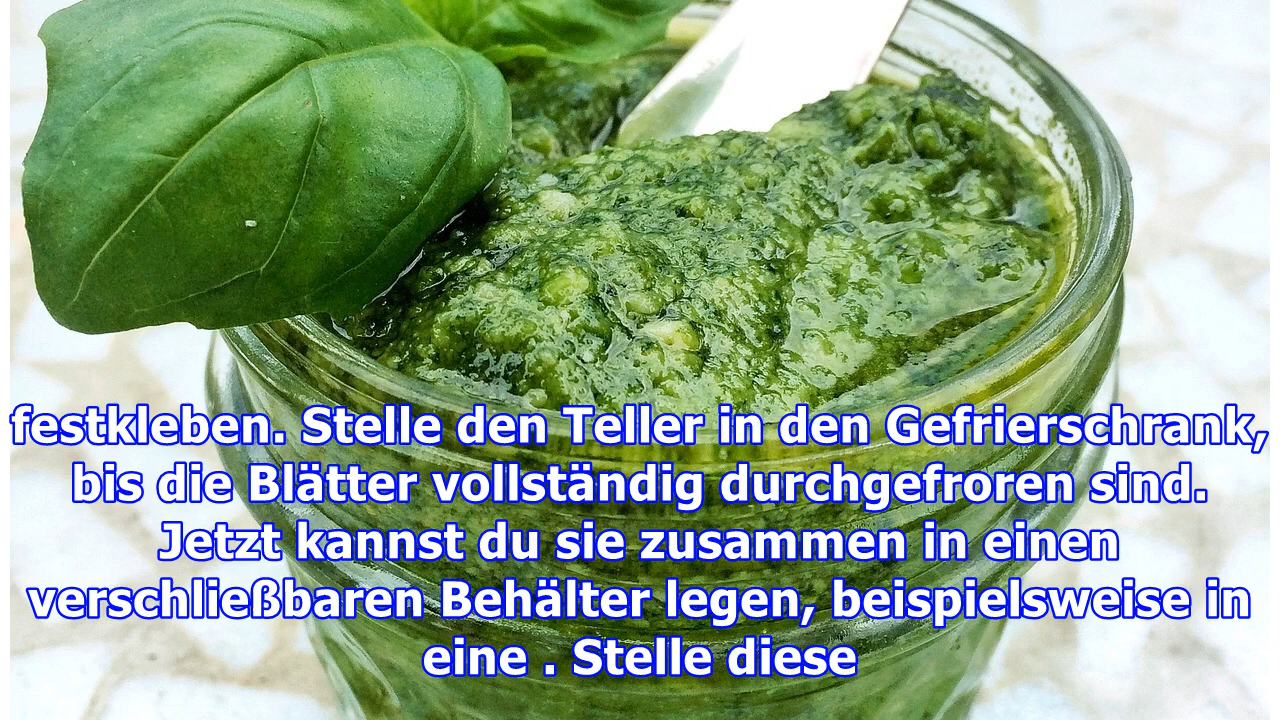 festkleben. Stelle den Teller in den Gefrierschrank,
bis die Blätter vollständig durchgefroren sind.
Jetzt kannst du sie zusammen in einen
verschließbaren Behälter legen, beispielsweise in
eine . Stelle diese